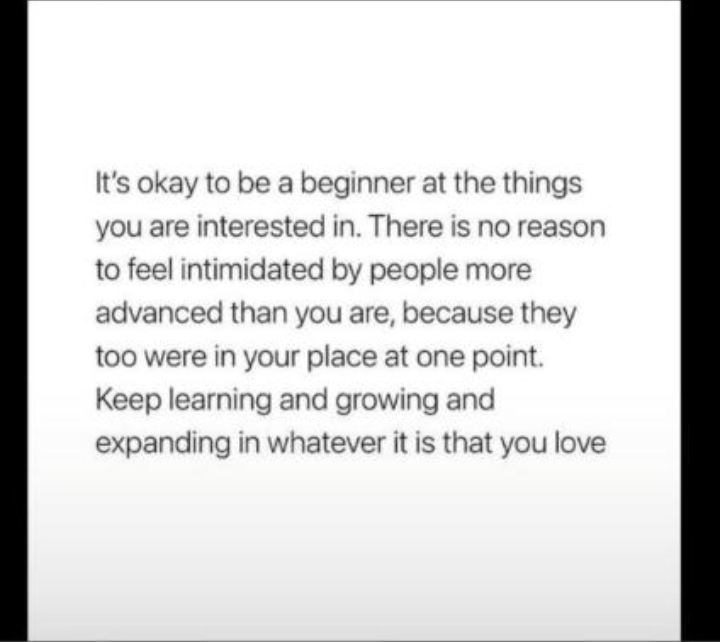 It's okay to be a beginner at the things
you are interested in. There is no reason
to feel intimidated by people more
advanced than you are, because they
too were in your place at one point.
Keep learning and growing and
expanding in whatever it is that you love